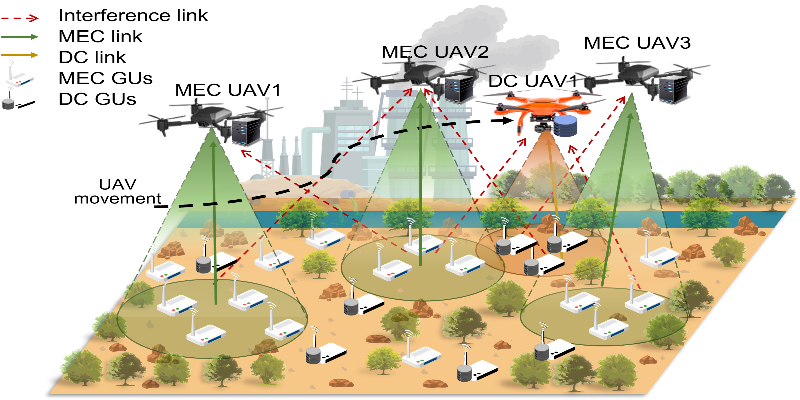 Interference link
MEC link
DC link
MEC GUs
DC GUs
MEC UAV1
MEC UAV2
DC UAV1
MEC UAV3
UAV
movement